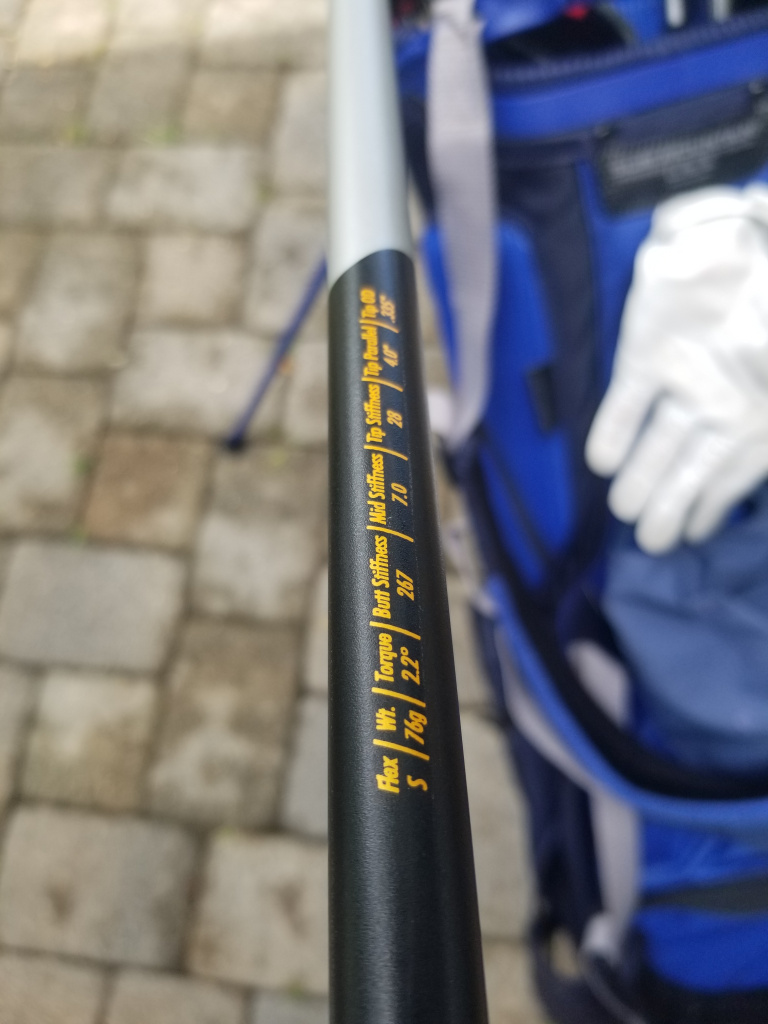 Flex | Wt. | Torque | Butt Stiffness | Mid Stiffness | Tip Stiffness | Tip Parallel | Tip OD
S | 76g | 2.2° | 267 | 7.0 | 28 | 4.0" | .335"